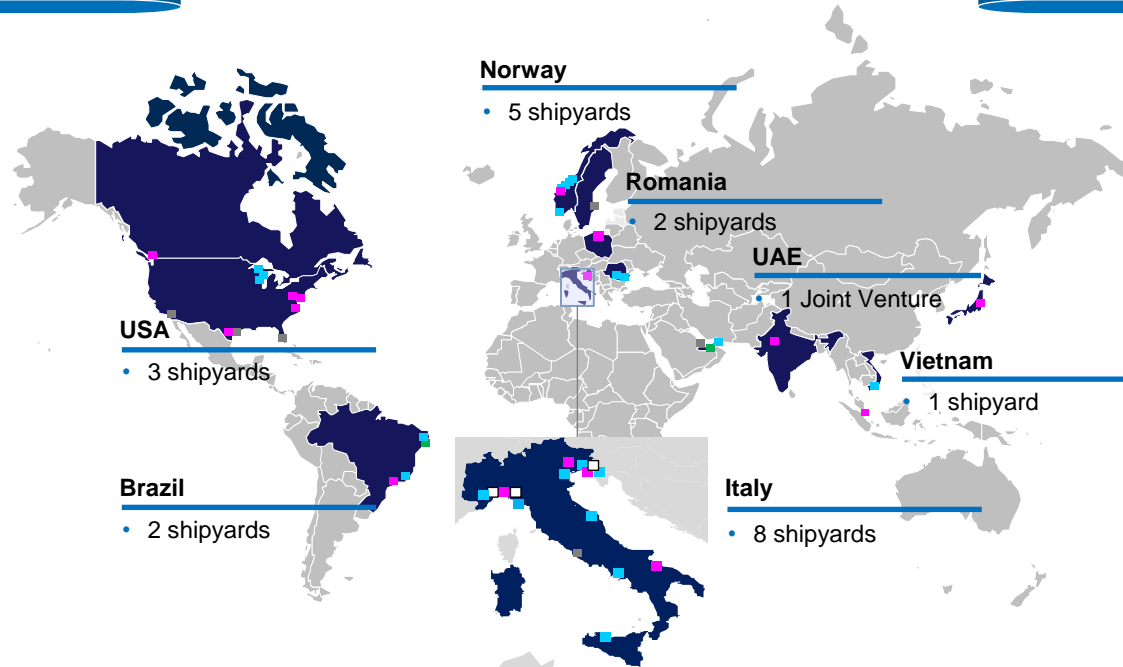 Norway
• 5 shipyards
Romania
• 2 shipyards
UAE
• 1 Joint Venture
USA
• 3 shipyards
Vietnam
• 1 shipyard
Brazil
• 2 shipyards
Italy
• 8 shipyards